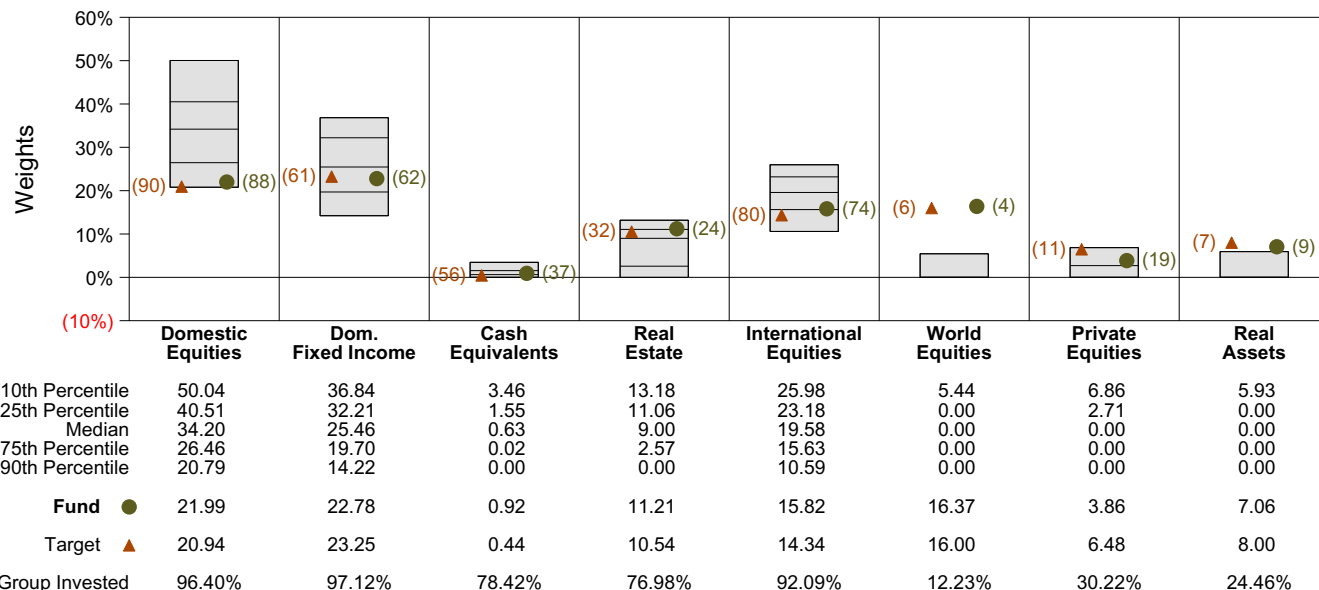 60%
50%
40%
30%
20%
10%
0%
(10%)
Weights
(90) (88) (61) (62) (56) (37) (32) (24) (80) (74) (6) (4) (11) (19) (7) (9)
Domestic Equities
Dom. Fixed Income
Cash Equivalents
Real Estate
International Equities
World Equities
Private Equities
Real Assets
10th Percentile 50.04 36.84 3.46 13.18 25.98 5.44 6.86 5.93
25th Percentile 40.51 32.21 1.55 11.06 23.18 0.00 2.71 0.00
Median 34.20 25.46 0.63 9.00 19.58 0.00 0.00 0.00
75th Percentile 26.46 19.70 0.02 2.57 15.63 0.00 0.00 0.00
90th Percentile 20.79 14.22 0.00 0.00 10.59 0.00 0.00 0.00
Fund 21.99 22.78 0.92 11.21 15.82 16.37 3.86 7.06
Target 20.94 23.25 0.44 10.54 14.34 16.00 6.48 8.00
Group Invested 96.40% 97.12% 78.42% 76.98% 92.09% 12.23% 30.22% 24.46%